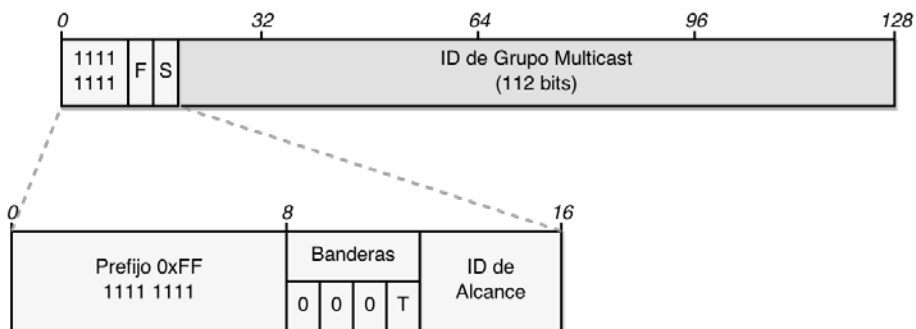 0 32 64 96 128
1111 F S ID de Grupo Multicast
1111 (112 bits)
0 8 16
Prefijo 0xFF Banderas ID de
1111 1111 0 0 0 T Alcance